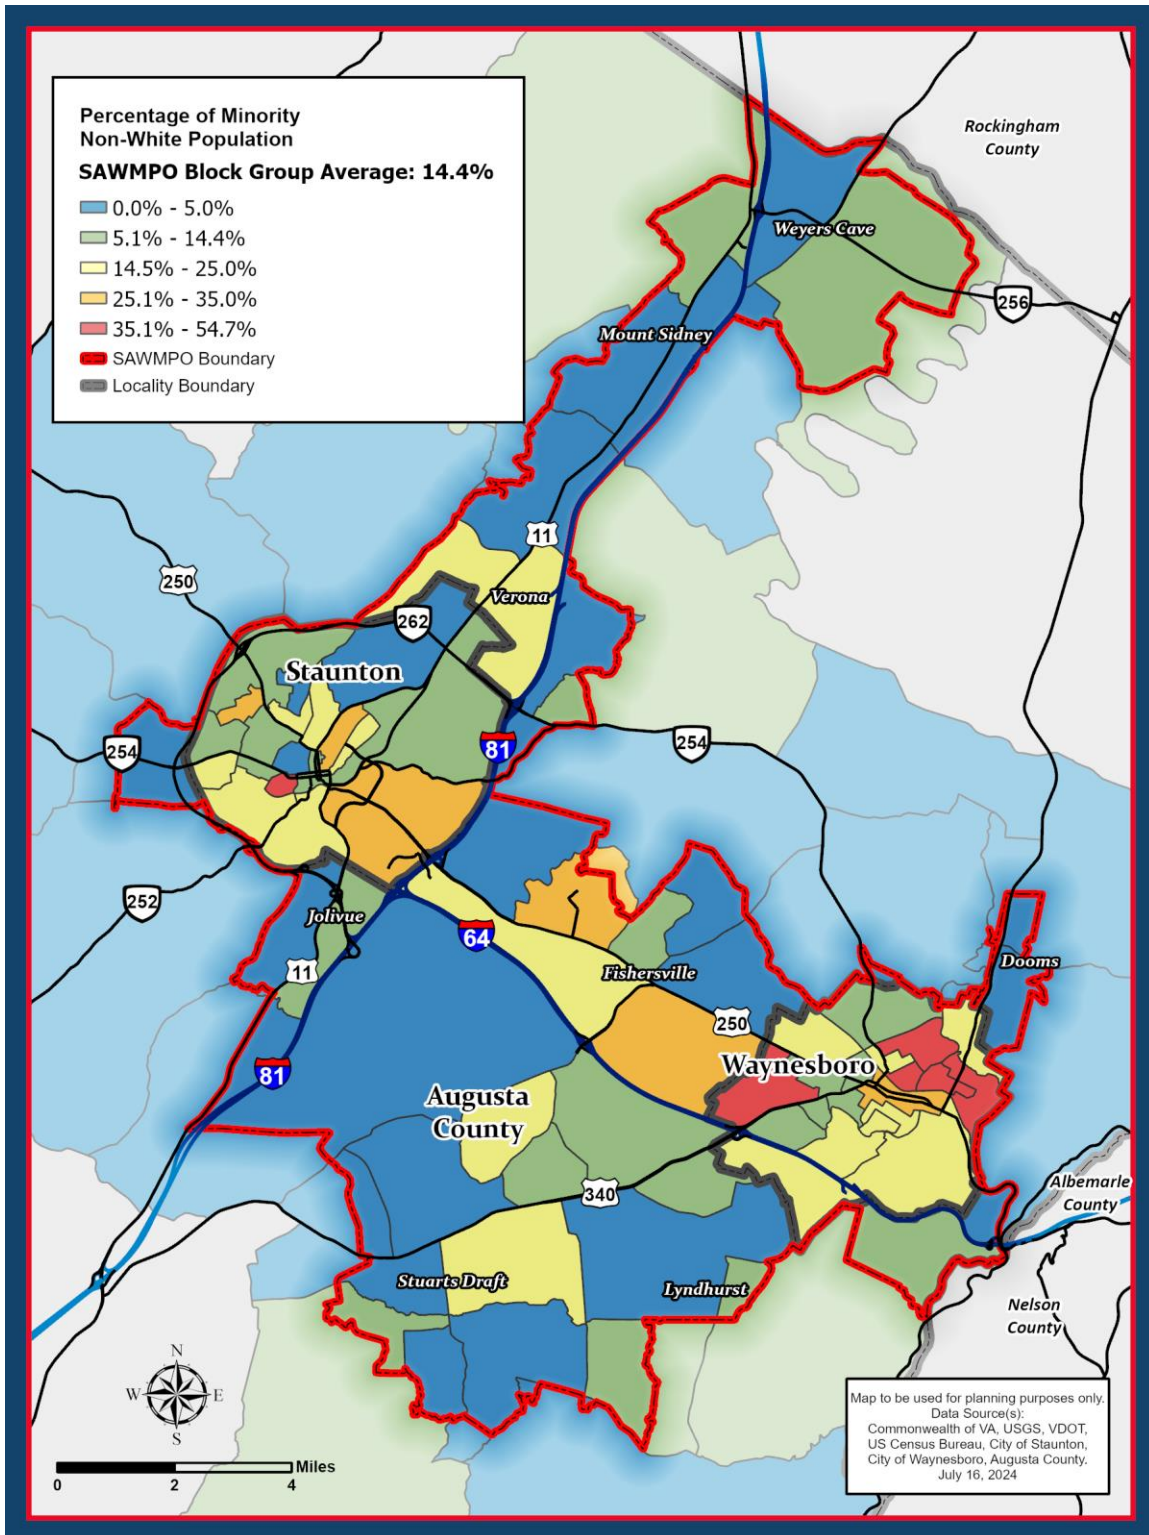 Percentage of Minority
Non-White Population
SAWMPO Block Group Average: 14.4%
0.0% - 5.0%
5.1% - 14.4%
14.5% - 25.0%
25.1% - 35.0%
35.1% - 54.7%
SAWMPO Boundary
Locality Boundary
Rockingham
County
Weyers Cave
256
Mount Sidney
11
250
Verona
262
Staunton
254
81
254
252
Jolivue
64
11
Fishersville
Dooms
250
81
Waynesboro
Augusta
County
340
Albemarle
County
Stuarts Draft
Lyndhurst
Nelson
County
N
W
E
S
Miles
0
2
4
Map to be used for planning purposes only.
Data Source(s):
Commonwealth of VA, USGS, VDOT,
US Census Bureau, City of Staunton,
City of Waynesboro, Augusta County.
July 16, 2024